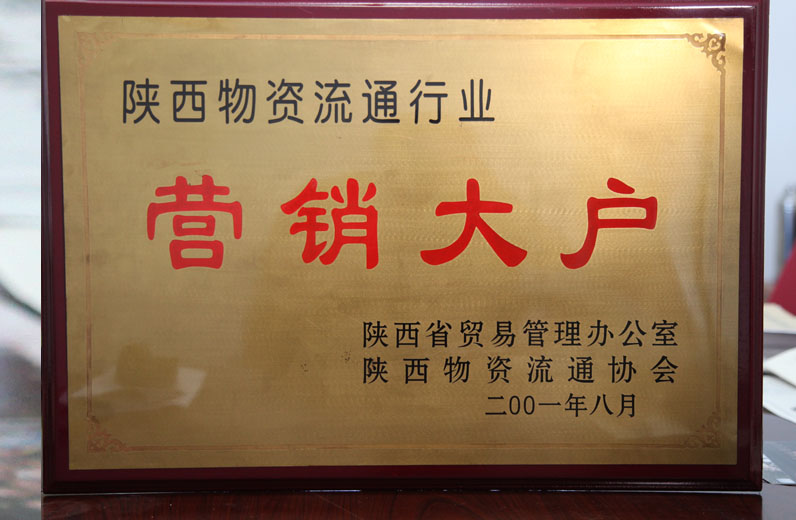 陕西物资流通行业
营销大户
陕西省贸易管理办公室
陕西物资流通协会
二00一年八月